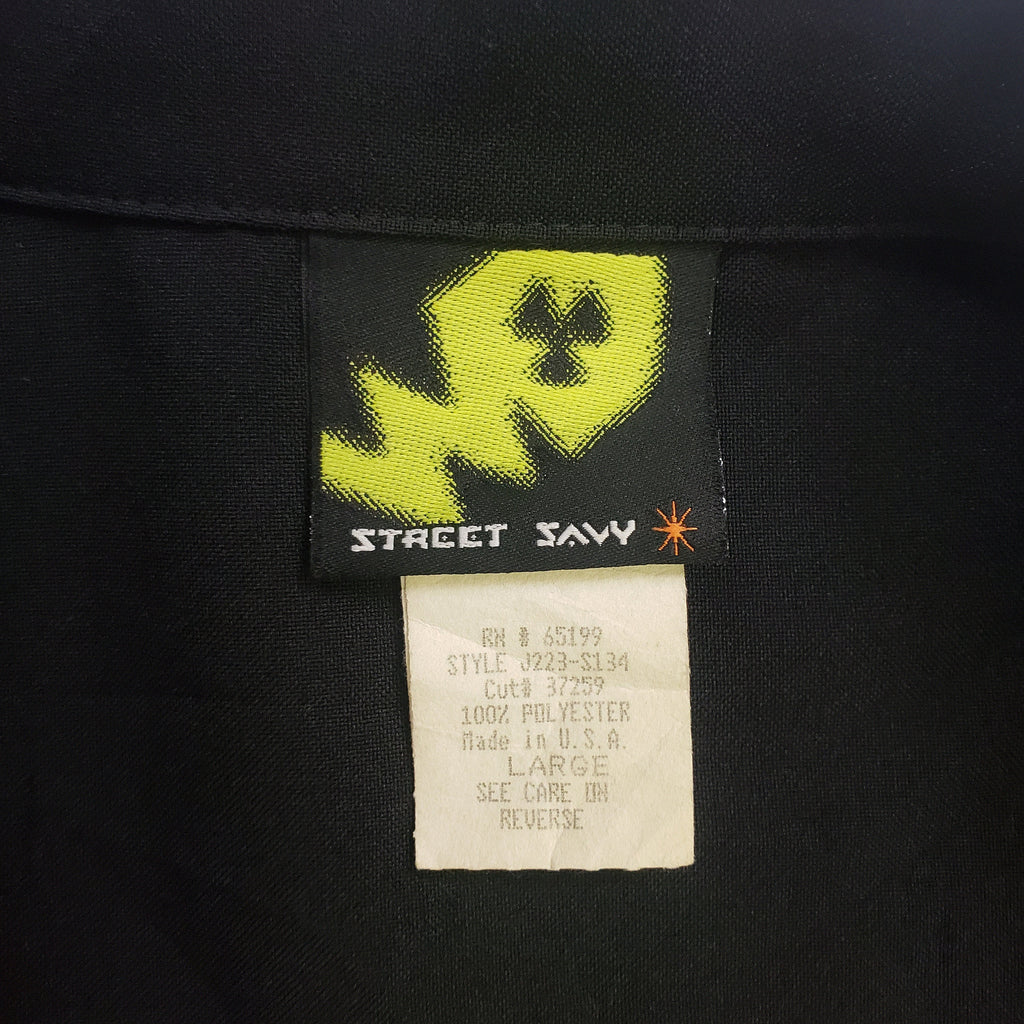 STREET SAVY
RN # 65199
STYLE J223-S134
Cut# 37259
100% POLYESTER
Made in U.S.A.
LARGE
SEE CARE ON
REVERSE